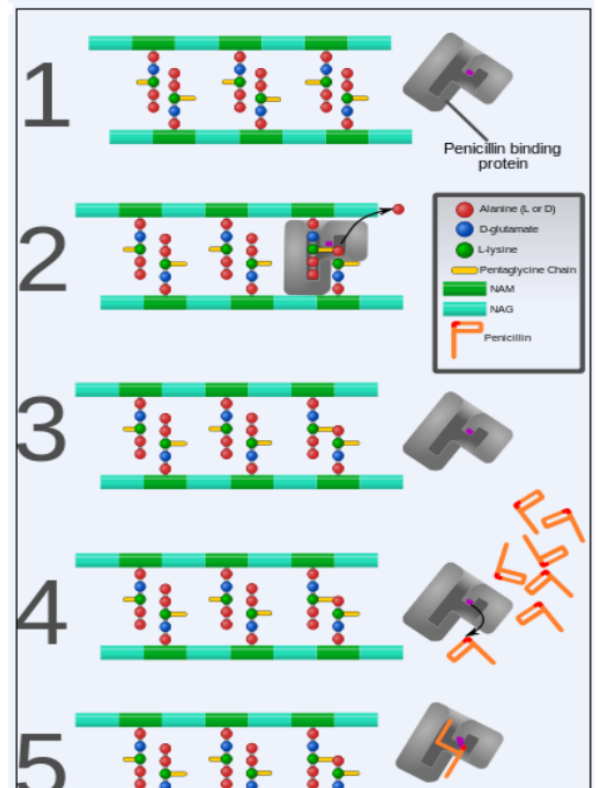 1
Penicillin binding
protein
2
Alanine (L or D)
D-glutamate
L-lysine
Pentaglycine Chain
NAM
NAG
Penicillin
3
4
5